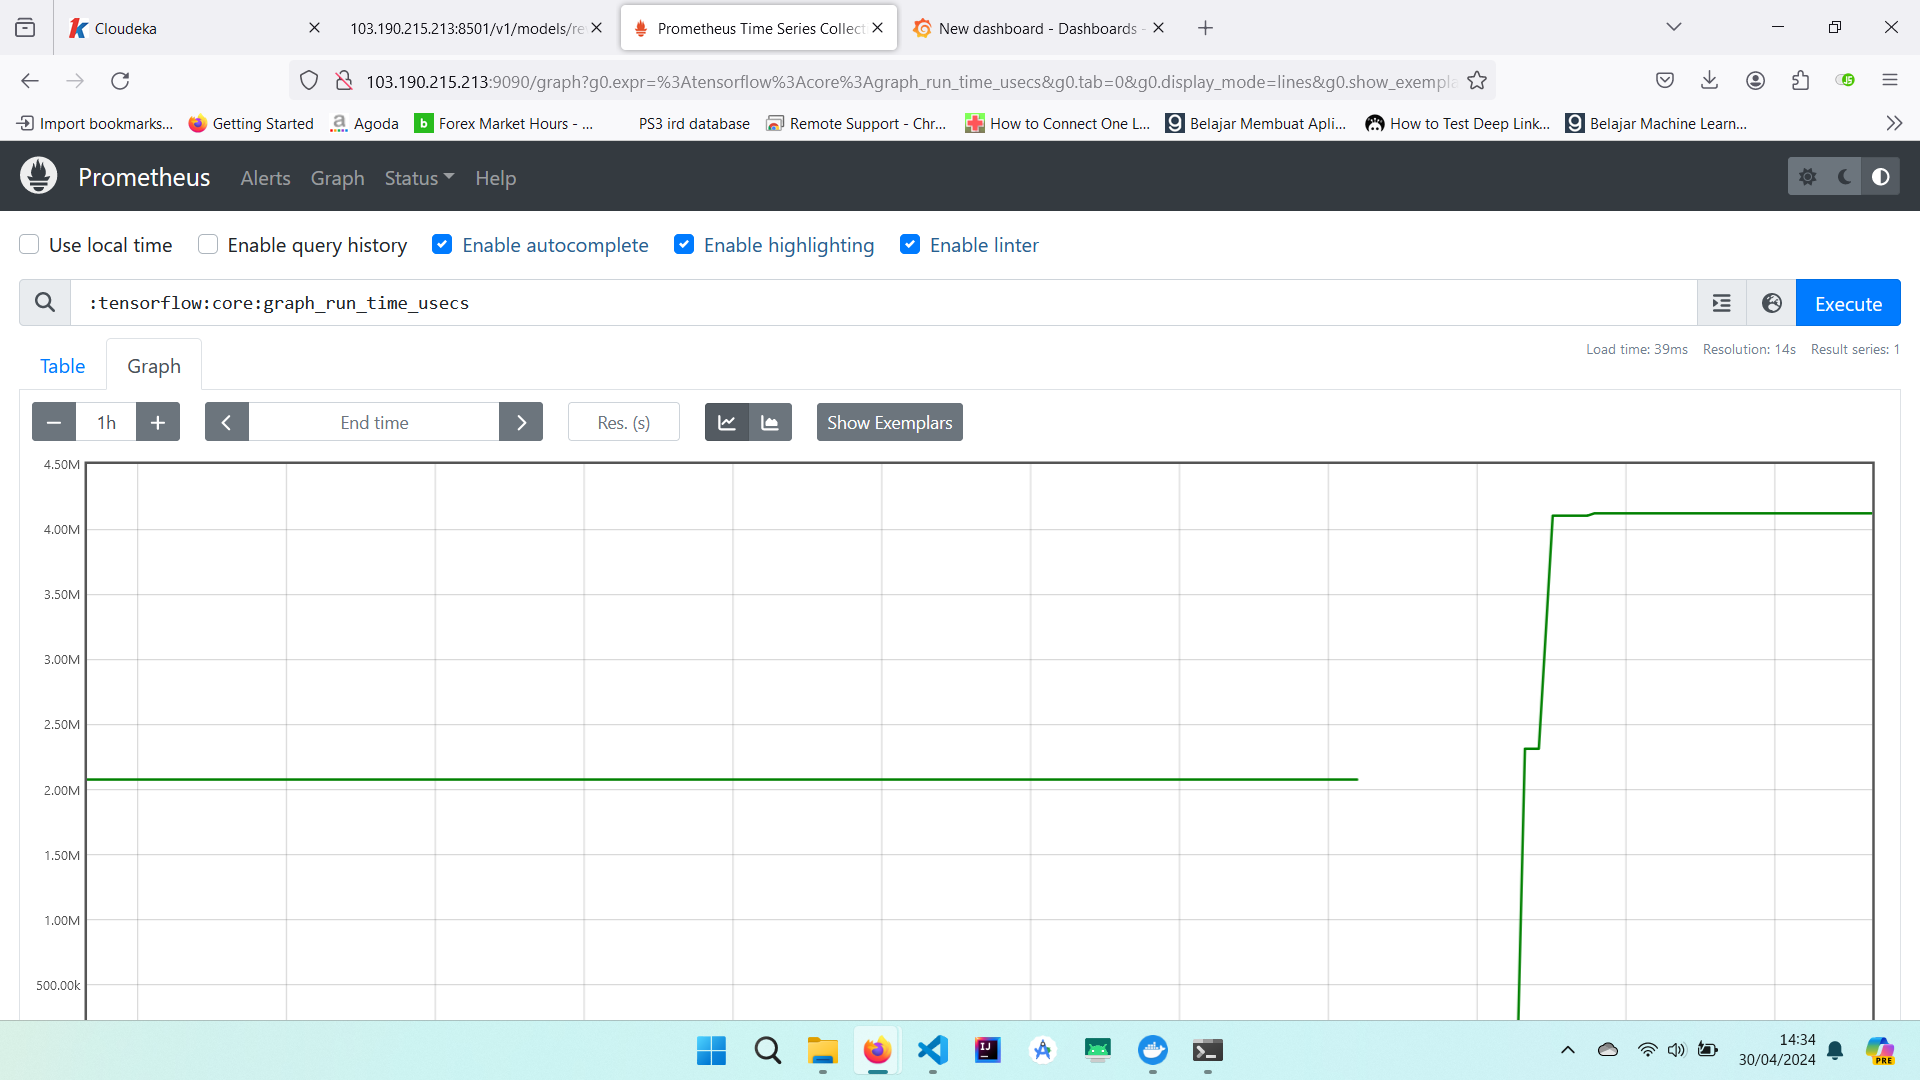 Cloudeka
103.190.215.213:8501/v1/models/re
Prometheus Time Series Collect
New dashboard - Dashboards -
103.190.215.213:9090/graph?g0.expr=%3Atensorflow%3Acore%3Agraph_run_time_usecs&g0.tab=0&g0.display_mode=lines&g0.show_exempla
JS
Import bookmarks...
Getting Started
Agoda
Forex Market Hours - ...
PS3 ird database
Remote Support - Chr...
How to Connect One L...
Belajar Membuat Apli...
How to Test Deep Link...
Belajar Machine Learn...
Prometheus
Alerts
Graph
Status
Help
Use local time
Enable query history
Enable autocomplete
Enable highlighting
Enable linter
:tensorflow:core:graph_run_time_usecs
Execute
Table
Graph
Load time: 39ms
Resolution: 14s
Result series: 1
1h
End time
Res. (s)
Show Exemplars
4.50M
4.00M
3.50M
3.00M
2.50M
2.00M
1.50M
1.00M
500.00k
14:34
30/04/2024
PRE